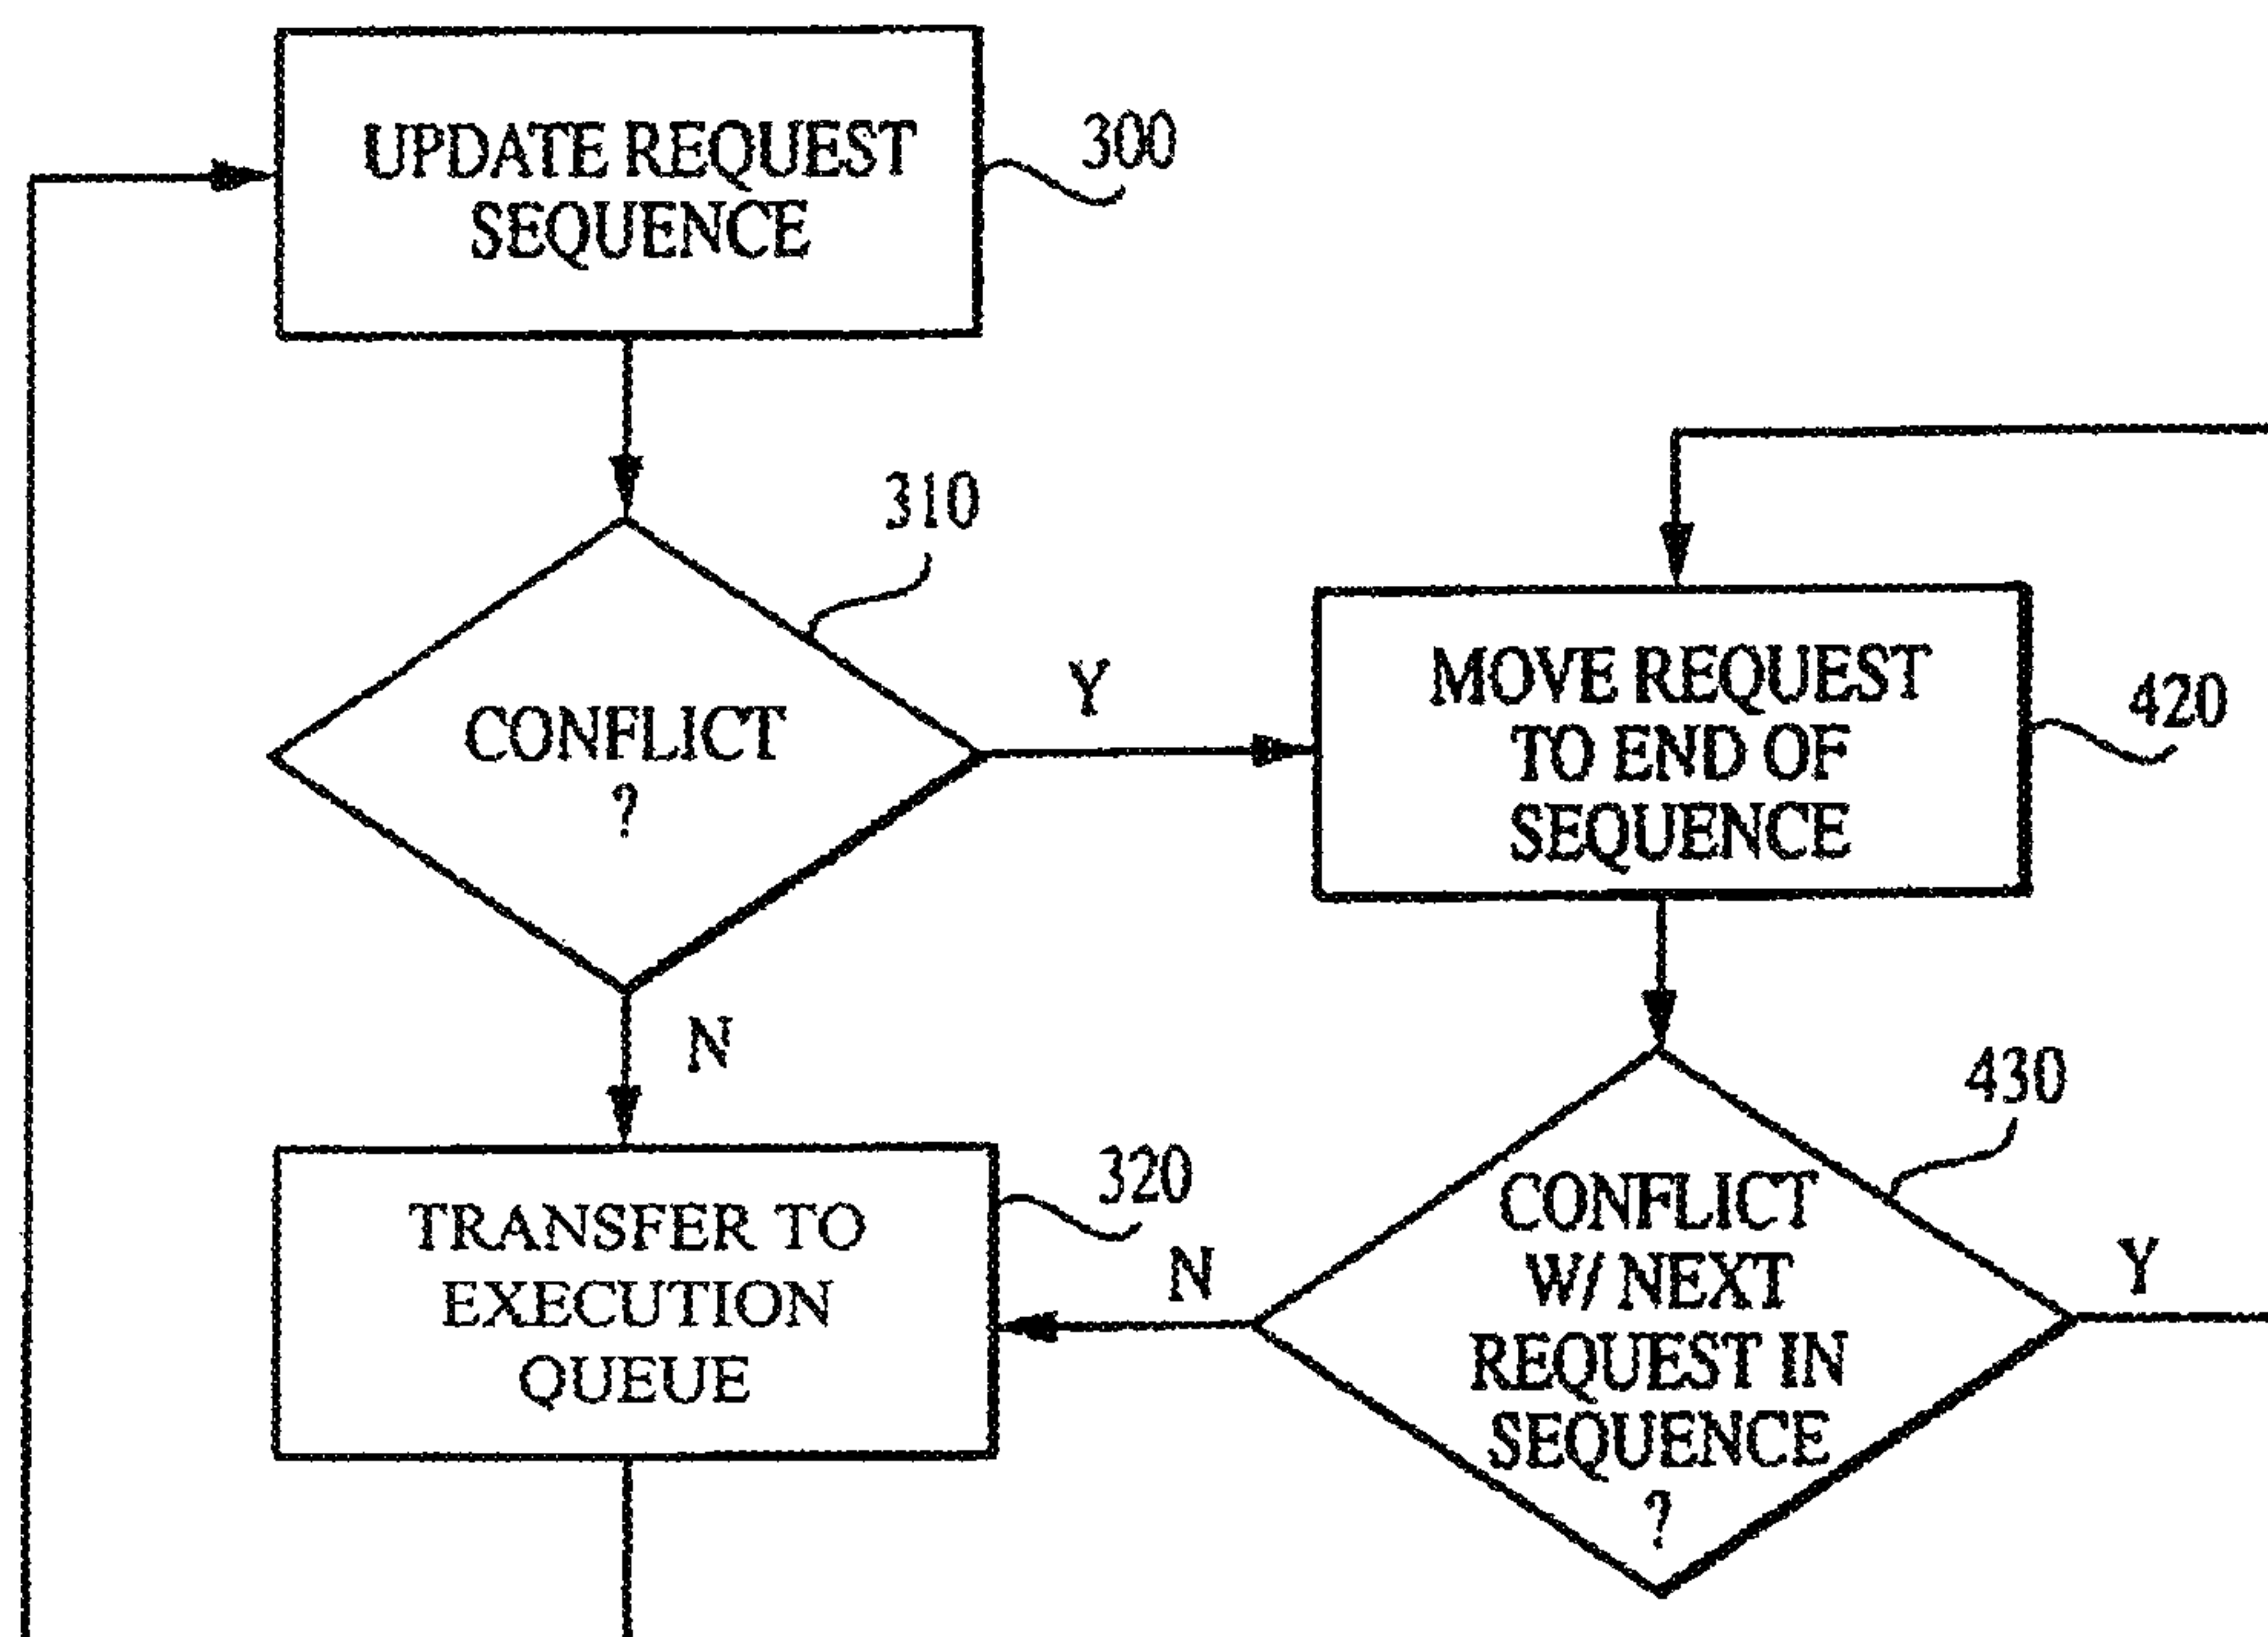 UPDATE REQUEST
SEQUENCE
300
310
CONFLICT
?
Y
N
MOVE REQUEST
TO END OF
SEQUENCE
420
TRANSFER TO
EXECUTION
QUEUE
320
N
430
CONFLICT
W/ NEXT
REQUEST IN
SEQUENCE
?
Y